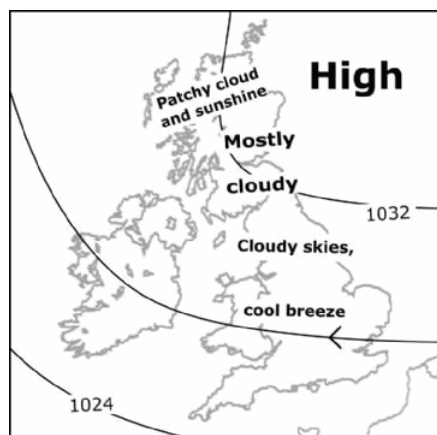 High
Patchy cloud
and sunshine
Mostly
cloudy
1032
Cloudy skies,
cool breeze
1024